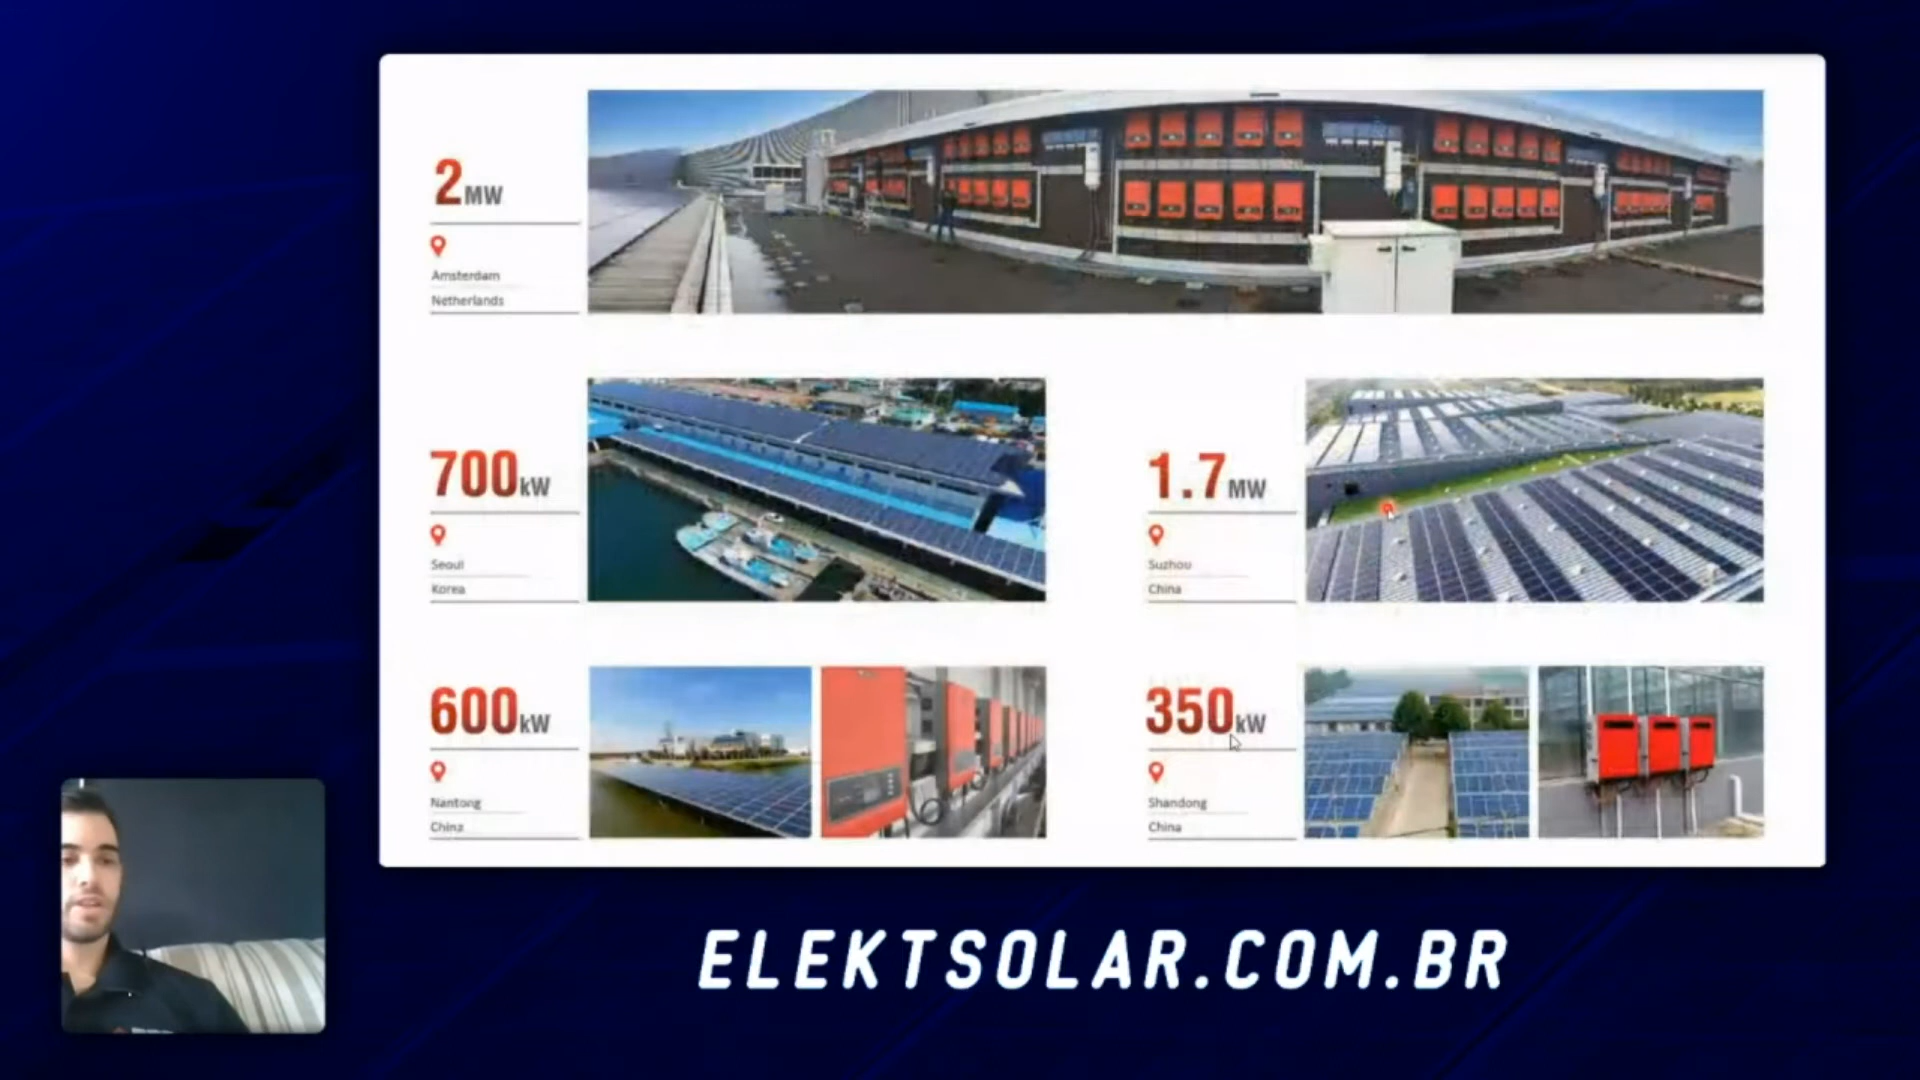 2MW
Amsterdam
Netherlands
700kW
Seoul
Korea
1.7MW
Suzhou
China
600kW
Nantong
China
350kW
Shandong
China
ELEKTSOLAR.COM.BR